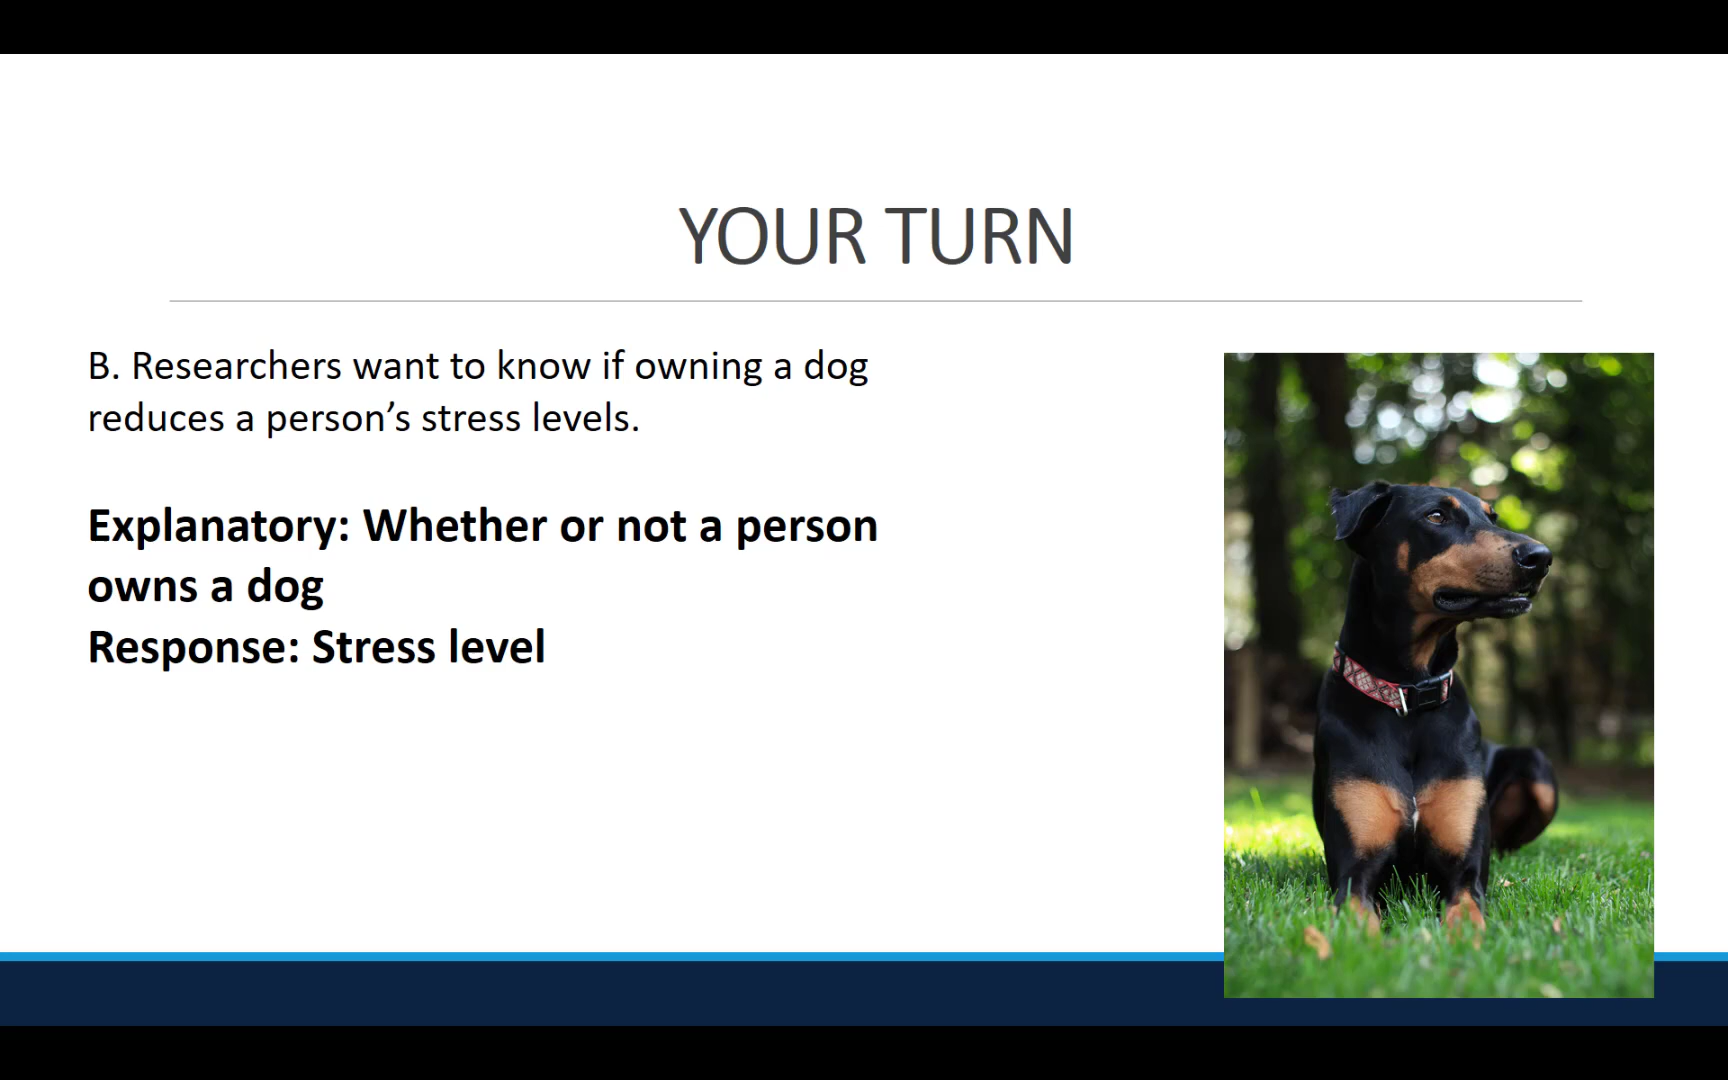 YOUR TURN
B. Researchers want to know if owning a dog
reduces a person’s stress levels.
Explanatory: Whether or not a person
owns a dog
Response: Stress level